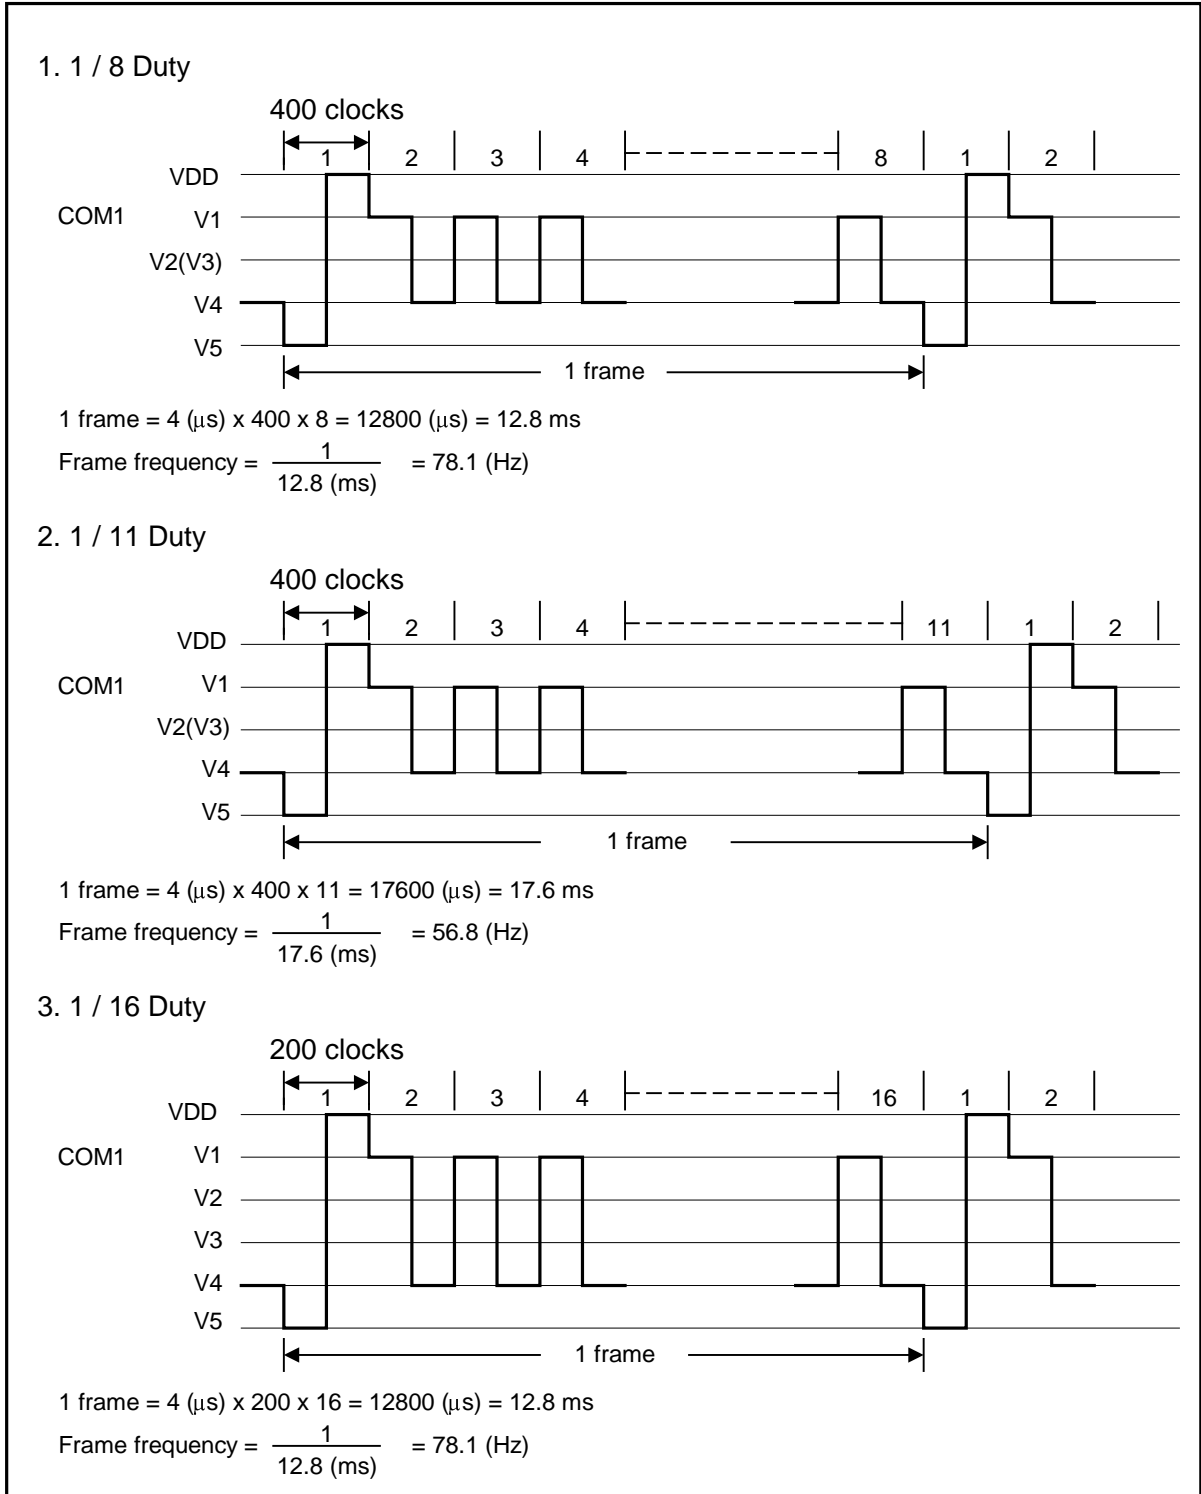 1. 1 / 8 Duty
400 clocks
1 2 3 4 8 1 2
VDD
COM1 V1
V2(V3)
V4
V5
1 frame
1 frame = 4 (μs) x 400 x 8 = 12800 (μs) = 12.8 ms
Frame frequency = 1 / 12.8 (ms) = 78.1 (Hz)
2. 1 / 11 Duty
400 clocks
1 2 3 4 11 1 2
VDD
COM1 V1
V2(V3)
V4
V5
1 frame
1 frame = 4 (μs) x 400 x 11 = 17600 (μs) = 17.6 ms
Frame frequency = 1 / 17.6 (ms) = 56.8 (Hz)
3. 1 / 16 Duty
200 clocks
1 2 3 4 16 1 2
VDD
COM1 V1
V2
V3
V4
V5
1 frame
1 frame = 4 (μs) x 200 x 16 = 12800 (μs) = 12.8 ms
Frame frequency = 1 / 12.8 (ms) = 78.1 (Hz)